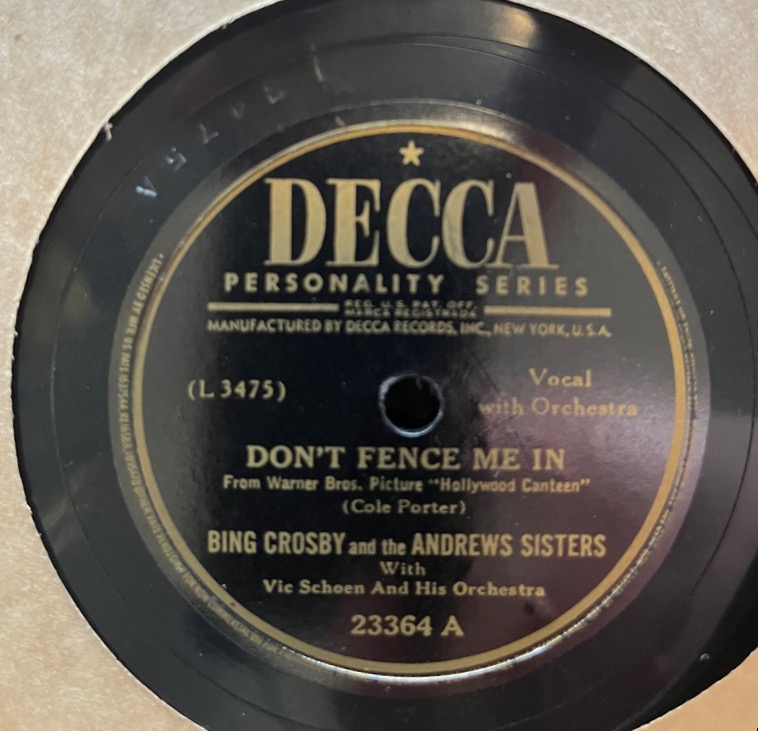 DECCA
PERSONALITY SERIES
REG. U.S. PAT. OFF.
MARCA REGISTRADA
MANUFACTURED BY DECCA RECORDS, INC., NEW YORK, U.S.A.
(L 3475)
Vocal
with Orchestra
DON'T FENCE ME IN
From Warner Bros. Picture "Hollywood Canteen"
(Cole Porter)
BING CROSBY and the ANDREWS SISTERS
With
Vic Schoen And His Orchestra
23364 A